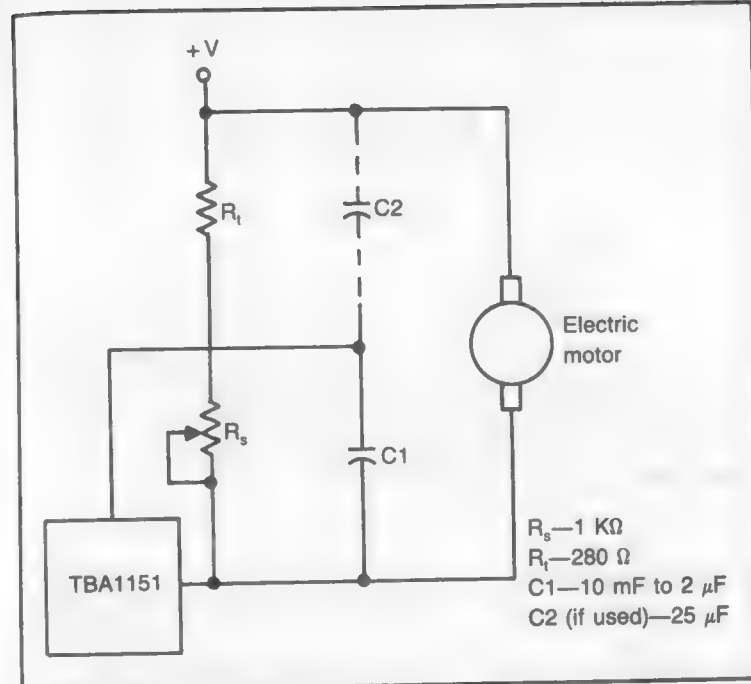 + V
Rt
C2
Electric
motor
Rs
C1
TBA1151
Rs—1 KΩ
Rt—280 Ω
C1—10 mF to 2 μF
C2 (if used)—25 μF